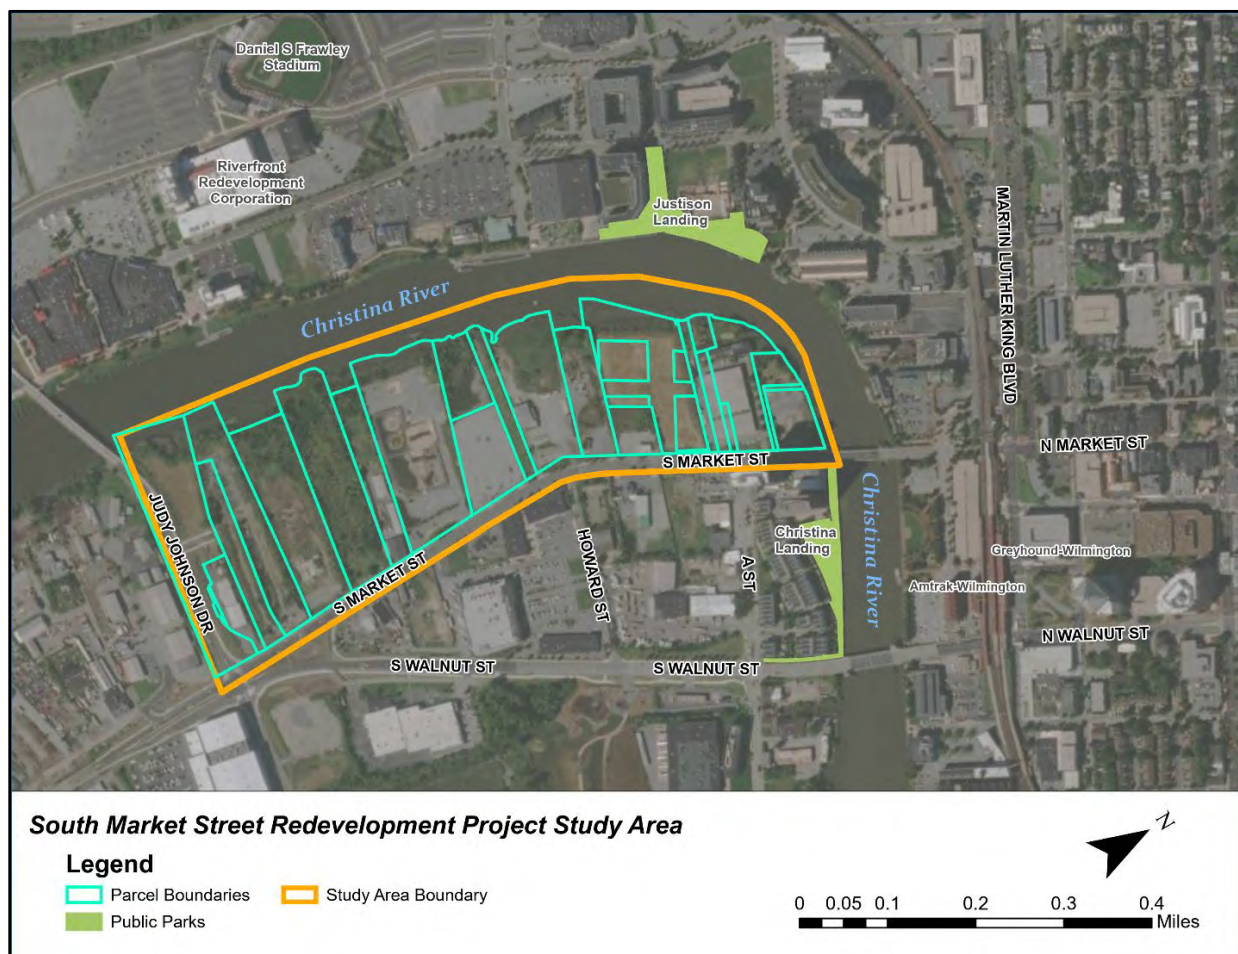 Daniel S Frawley
Stadium
Riverfront
Redevelopment
Corporation
Justison
Landing
MARTIN LUTHER KING BLVD
Christina River
N MARKET ST
S MARKET ST
JUDY JOHNSON DR
S MARKET ST
HOWARD ST
A ST
Christina
Landing
Christina River
Greyhound-Wilmington
Amtrak-Wilmington
N WALNUT ST
S WALNUT ST
S WALNUT ST
South Market Street Redevelopment Project Study Area
Legend
Parcel Boundaries
Study Area Boundary
Public Parks
N
0 0.05 0.1 0.2 0.3 0.4
Miles